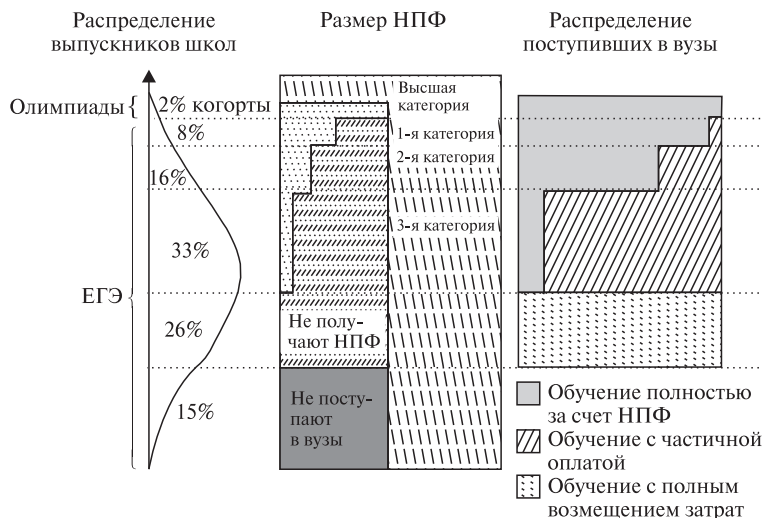 Распределение
выпускников школ
Размер НПФ
Распределение
поступивших в вузы
Олимпиады
2% когорты
8%
16%
33%
ЕГЭ
26%
15%
Высшая
категория
1-я категория
2-я категория
3-я категория
Не полу-
чают НПФ
Не посту-
пают
в вузы
Обучение полностью
за счет НПФ
Обучение с частичной
оплатой
Обучение с полным
возмещением затрат